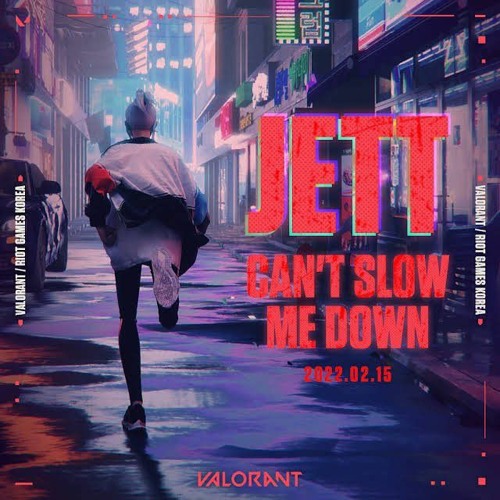 JETT
CAN'T SLOW
ME DOWN
2022.02.15
VALORANT / RIOT GAMES KOREA
VALORANT / RIOT GAMES KOREA
VALORANT